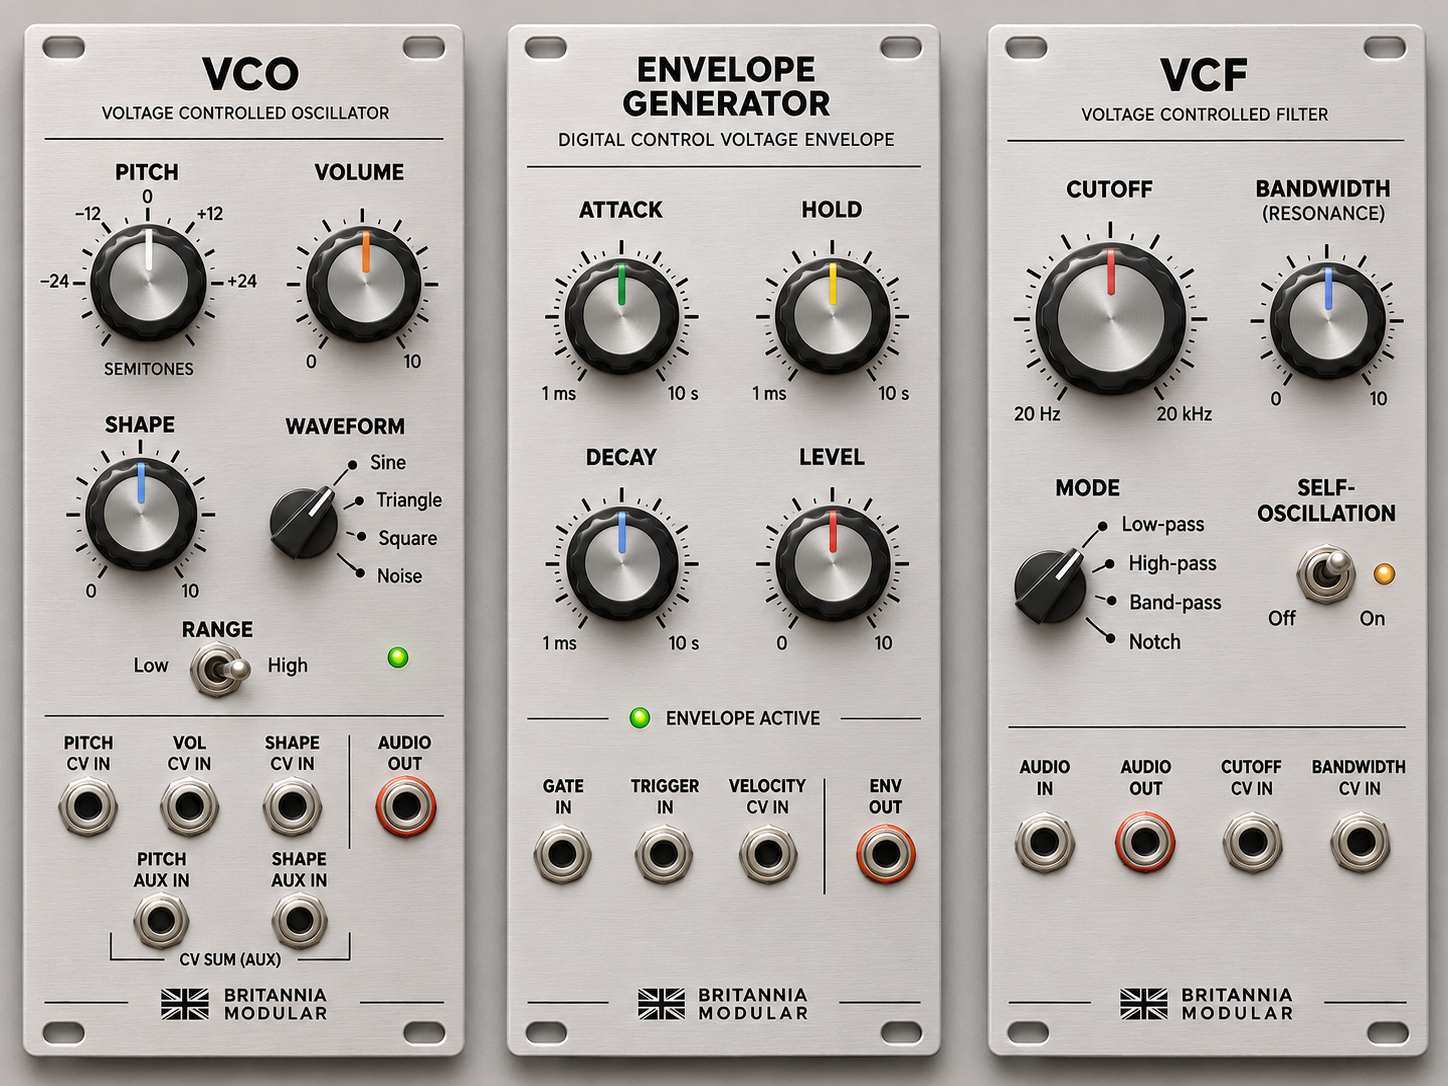 VCO
VOLTAGE CONTROLLED OSCILLATOR
PITCH
0
−12
+12
−24
+24
SEMITONES
VOLUME
0
10
SHAPE
0
10
WAVEFORM
Sine
Triangle
Square
Noise
RANGE
Low
High
PITCH
CV IN
VOL
CV IN
SHAPE
CV IN
AUDIO
OUT
PITCH
AUX IN
SHAPE
AUX IN
CV SUM (AUX)
BRITANNIA
MODULAR
ENVELOPE
GENERATOR
DIGITAL CONTROL VOLTAGE ENVELOPE
ATTACK
1 ms
10 s
HOLD
1 ms
10 s
DECAY
1 ms
10 s
LEVEL
0
10
ENVELOPE ACTIVE
GATE
IN
TRIGGER
IN
VELOCITY
CV IN
ENV
OUT
BRITANNIA
MODULAR
VCF
VOLTAGE CONTROLLED FILTER
CUTOFF
20 Hz
20 kHz
BANDWIDTH
(RESONANCE)
0
10
MODE
Low-pass
High-pass
Band-pass
Notch
SELF-
OSCILLATION
Off
On
AUDIO
IN
AUDIO
OUT
CUTOFF
CV IN
BANDWIDTH
CV IN
BRITANNIA
MODULAR